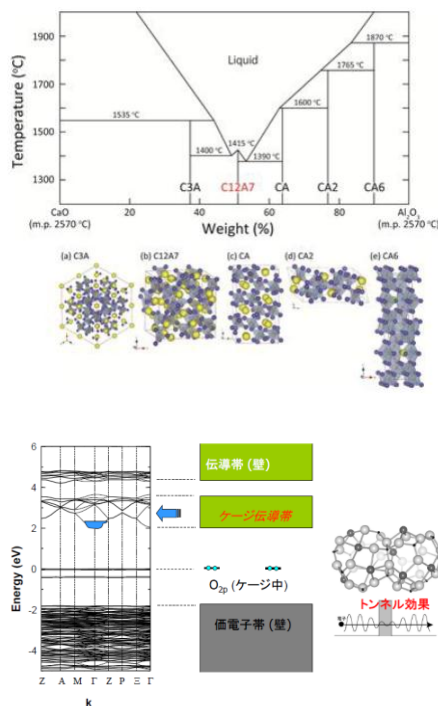 1900
1700
1500
1300
Temperature (°C)
Liquid
1870 °C
1765 °C
1600 °C
1535 °C
1415 °C
1400 °C
1390 °C
C3A
C12A7
CA
CA2
CA6
CaO
20
40
60
80
Al₂O₃
(m.p. 2570 °C)
Weight (%)
(m.p. 2570 °C)
(a) C3A
(b) C12A7
(c) CA
(d) CA2
(e) CA6
6
4
2
0
-2
-4
Energy (eV)
Z A M Γ Z P Ξ Γ
k
伝導帯 (壁)
ケージ伝導帯
O2p (ケージ中)
価電子帯 (壁)
トンネル効果